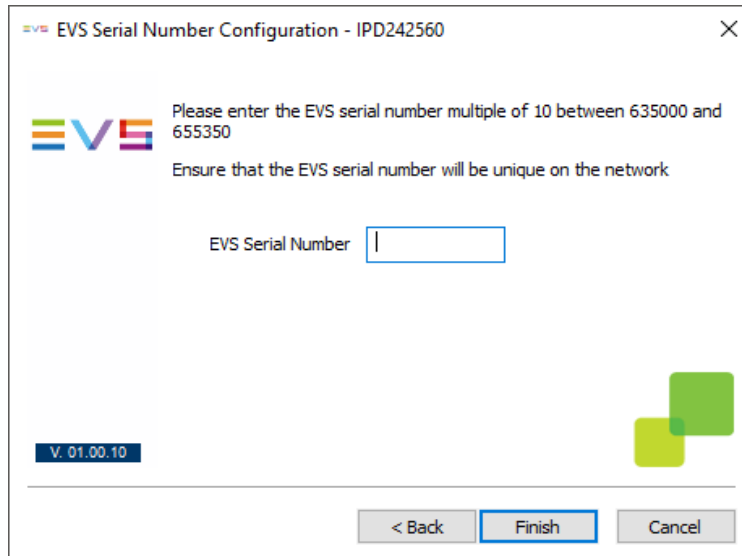 EVS EVS Serial Number Configuration - IPD242560
EVS
Please enter the EVS serial number multiple of 10 between 635000 and
655350
Ensure that the EVS serial number will be unique on the network
EVS Serial Number
V. 01.00.10
< Back Finish Cancel